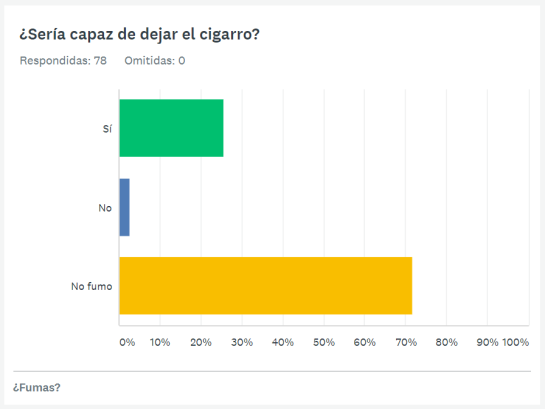 ¿Sería capaz de dejar el cigarro?
Respondidas: 78 Omitidas: 0
Sí
No
No fumo
0% 10% 20% 30% 40% 50% 60% 70% 80% 90% 100%
¿Fumas?